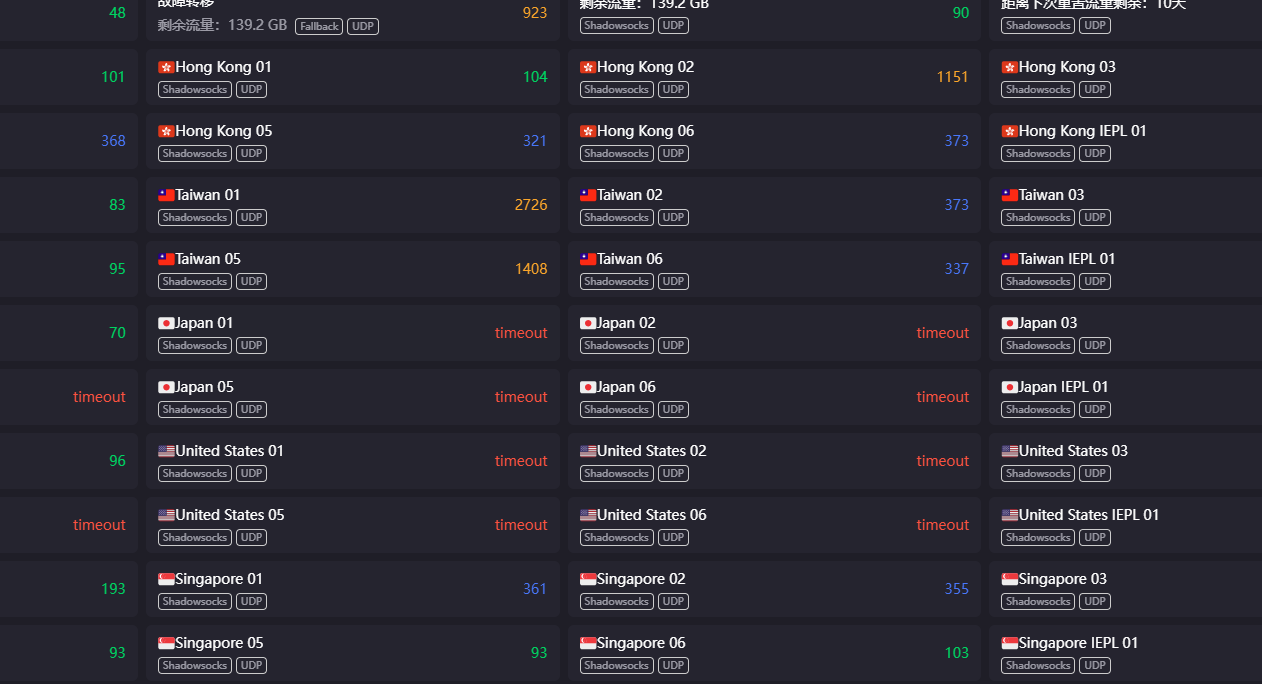 48
故障转移
剩余流量：139.2 GB Fallback UDP
923
剩余流量：139.2 GB
Shadowsocks UDP
90
距离下次重置流量剩余：10天
Shadowsocks UDP
101
Hong Kong 01
Shadowsocks UDP
104
Hong Kong 02
Shadowsocks UDP
1151
Hong Kong 03
Shadowsocks UDP
368
Hong Kong 05
Shadowsocks UDP
321
Hong Kong 06
Shadowsocks UDP
373
Hong Kong IEPL 01
Shadowsocks UDP
83
Taiwan 01
Shadowsocks UDP
2726
Taiwan 02
Shadowsocks UDP
373
Taiwan 03
Shadowsocks UDP
95
Taiwan 05
Shadowsocks UDP
1408
Taiwan 06
Shadowsocks UDP
337
Taiwan IEPL 01
Shadowsocks UDP
70
Japan 01
Shadowsocks UDP
timeout
Japan 02
Shadowsocks UDP
timeout
Japan 03
Shadowsocks UDP
timeout
Japan 05
Shadowsocks UDP
timeout
Japan 06
Shadowsocks UDP
timeout
Japan IEPL 01
Shadowsocks UDP
96
United States 01
Shadowsocks UDP
timeout
United States 02
Shadowsocks UDP
timeout
United States 03
Shadowsocks UDP
timeout
United States 05
Shadowsocks UDP
timeout
United States 06
Shadowsocks UDP
timeout
United States IEPL 01
Shadowsocks UDP
193
Singapore 01
Shadowsocks UDP
361
Singapore 02
Shadowsocks UDP
355
Singapore 03
Shadowsocks UDP
93
Singapore 05
Shadowsocks UDP
93
Singapore 06
Shadowsocks UDP
103
Singapore IEPL 01
Shadowsocks UDP